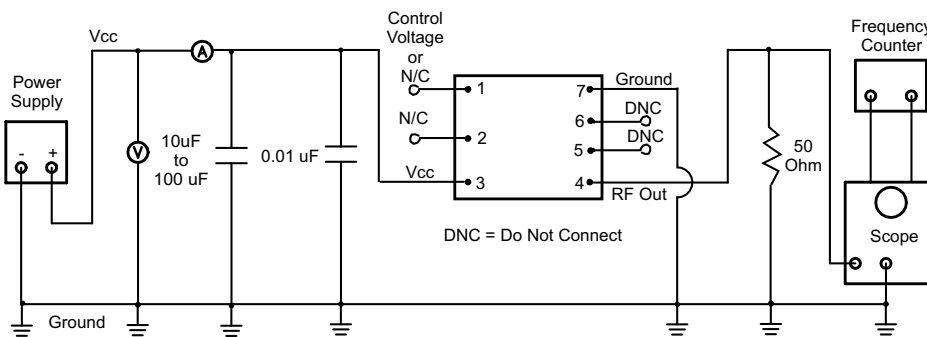 Control
Voltage
or
N/C
Frequency
Counter
Vcc
A
Power
Supply
- +
V
10uF
to
100 uF
0.01 uF
N/C
Vcc
1
2
3
7
6
5
4
Ground
DNC
DNC
RF Out
50
Ohm
Scope
DNC = Do Not Connect
Ground